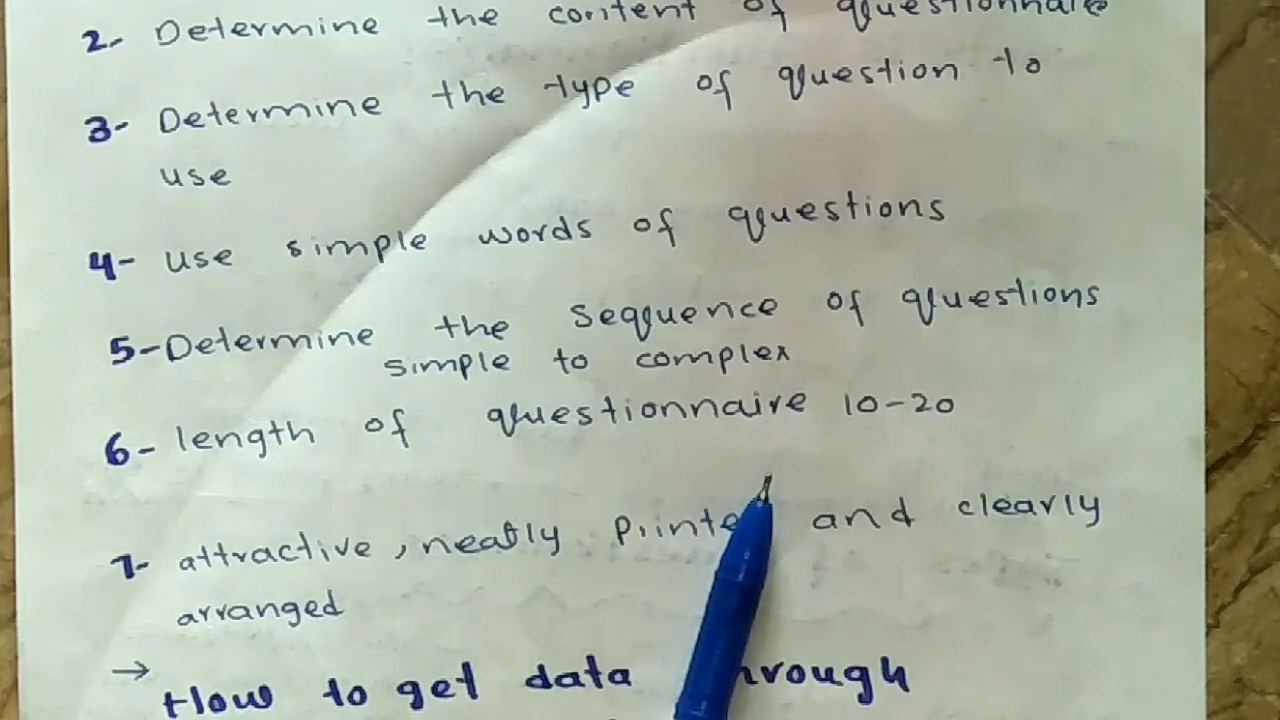 2- Determine the content of questionnaire
3- Determine the type of question to
use
4- use simple words of questions
5- Determine the sequence of questions
simple to complex
6- length of questionnaire 10-20
7- attractive, neatly Printe and clearly
arranged
→ How to get data hrough